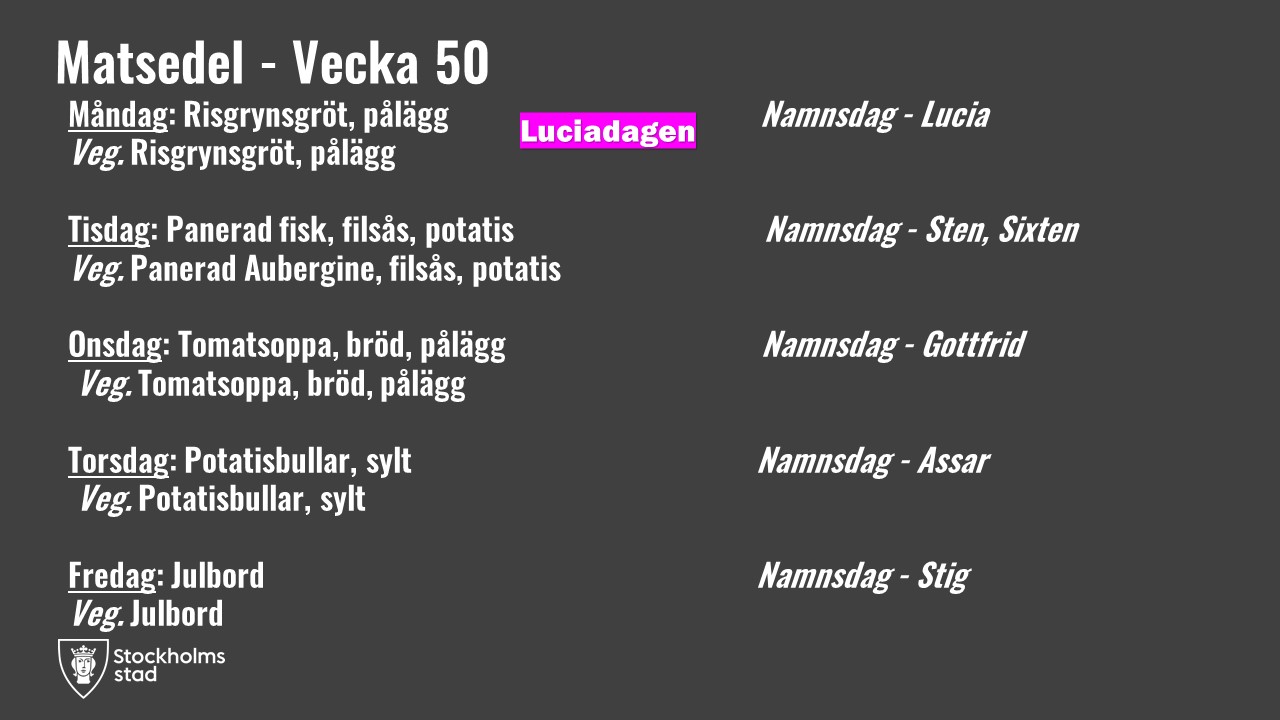 Matsedel - Vecka 50
Måndag: Risgrynsgröt, pålägg
Luciadagen
Namnsdag - Lucia
Veg. Risgrynsgröt, pålägg
Tisdag: Panerad fisk, filsås, potatis
Namnsdag - Sten, Sixten
Veg. Panerad Aubergine, filsås, potatis
Onsdag: Tomatsoppa, bröd, pålägg
Namnsdag - Gottfrid
Veg. Tomatsoppa, bröd, pålägg
Torsdag: Potatisbullar, sylt
Namnsdag - Assar
Veg. Potatisbullar, sylt
Fredag: Julbord
Namnsdag - Stig
Veg. Julbord
Stockholms
stad